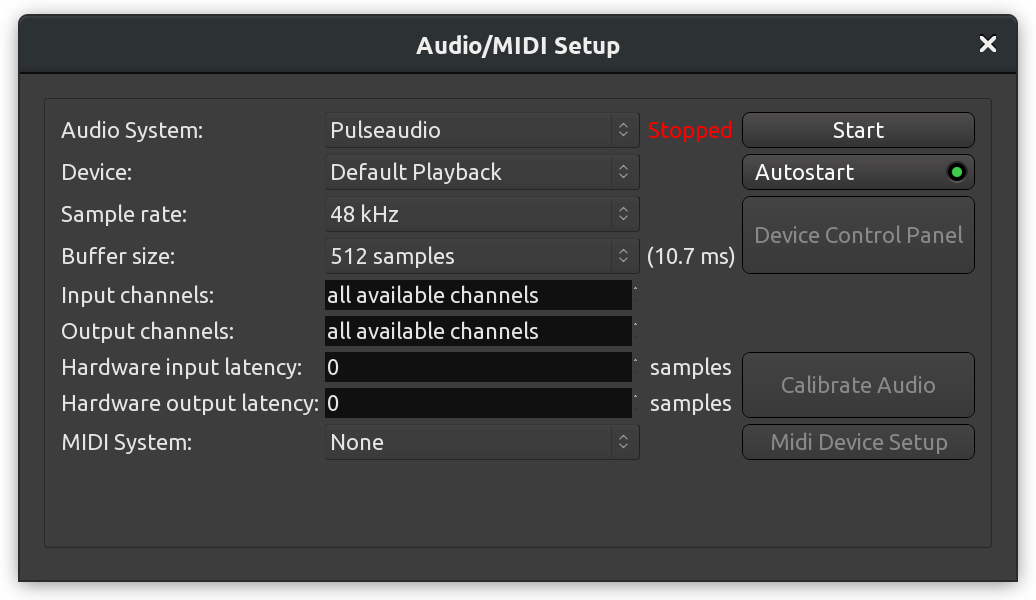 Audio/MIDI Setup
Audio System: Pulseaudio Stopped Start
Device: Default Playback Autostart
Sample rate: 48 kHz
Device Control Panel
Buffer size: 512 samples (10.7 ms)
Input channels: all available channels
Output channels: all available channels
Hardware input latency: 0 samples
Calibrate Audio
Hardware output latency: 0 samples
MIDI System: None Midi Device Setup